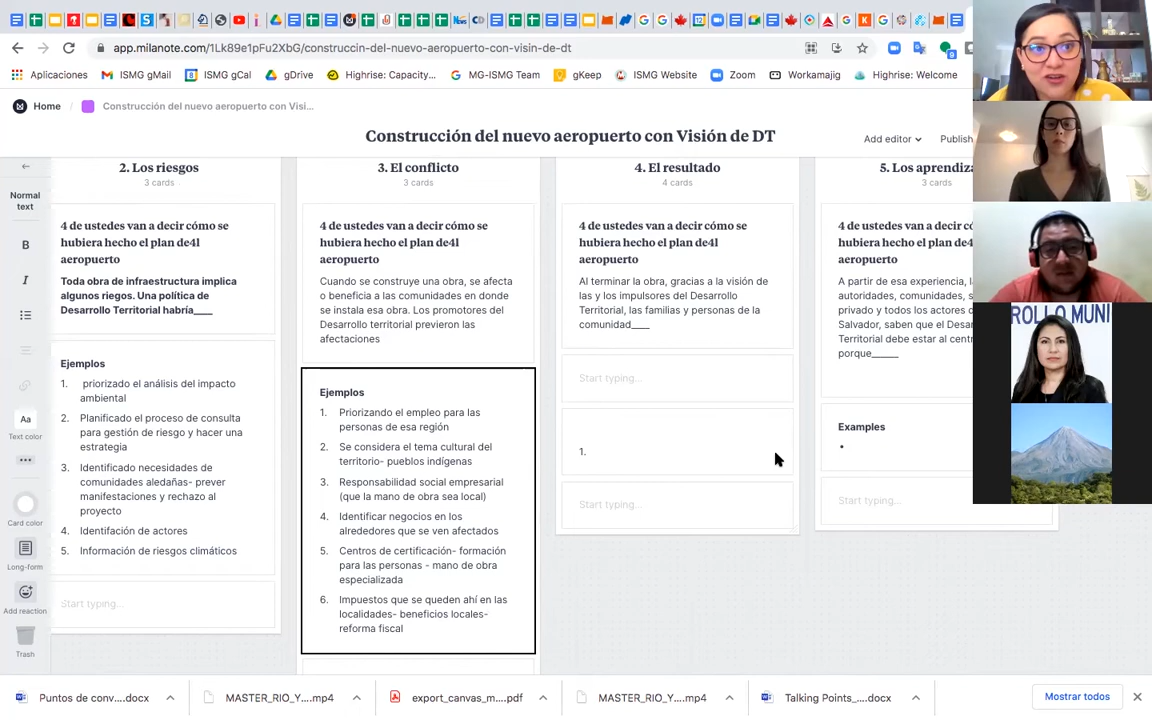 app.milanote.com/1Lk89e1pFu2XbG/construccin-del-nuevo-aeropuerto-con-visin-de-dt
Aplicaciones
ISMG gMail
ISMG gCal
gDrive
Highrise: Capacity...
MG-ISMG Team
gKeep
ISMG Website
Zoom
Workamajig
Highrise: Welcome
Home
/
Construcción del nuevo aeropuerto con Visi...
Construcción del nuevo aeropuerto con Visión de DT
Add editor
Publish
Normal
text
B
I
Aa
Text color
Card color
Long-form
Add reaction
Trash
2. Los riesgos
3 cards
4 de ustedes van a decir cómo se
hubiera hecho el plan de4l
aeropuerto
Toda obra de infraestructura implica
algunos riegos. Una política de
Desarrollo Territorial habría____
Ejemplos
1. priorizado el análisis del impacto
ambiental
2. Planificado el proceso de consulta
para gestión de riesgo y hacer una
estrategia
3. Identificado necesidades de
comunidades aledañas- prever
manifestaciones y rechazo al
proyecto
4. Identifación de actores
5. Información de riesgos climáticos
Start typing...
3. El conflicto
3 cards
4 de ustedes van a decir cómo se
hubiera hecho el plan de4l
aeropuerto
Cuando se construye una obra, se afecta
o beneficia a las comunidades en donde
se instala esa obra. Los promotores del
Desarrollo territorial previeron las
afectaciones
Ejemplos
1. Priorizando el empleo para las
personas de esa región
2. Se considera el tema cultural del
territorio- pueblos indígenas
3. Responsabilidad social empresarial
(que la mano de obra sea local)
4. Identificar negocios en los
alrededores que se ven afectados
5. Centros de certificación- formación
para las personas - mano de obra
especializada
6. Impuestos que se queden ahí en las
localidades- beneficios locales-
reforma fiscal
4. El resultado
4 cards
4 de ustedes van a decir cómo se
hubiera hecho el plan de4l
aeropuerto
Al terminar la obra, gracias a la visión de
las y los impulsores del Desarrollo
Territorial, las familias y personas de la
comunidad____
Start typing...
1.
Start typing...
5. Los aprendiza
3 cards
4 de ustedes van a decir có
hubiera hecho el plan de4
aeropuerto
A partir de esa experiencia, l
autoridades, comunidades, s
privado y todos los actores d
Salvador, saben que el Desar
Territorial debe estar al centr
porque______
Examples
Start typing...
ROLLO MUNI
Puntos de conv....docx
MASTER_RIO_Y....mp4
export_canvas_m....pdf
MASTER_RIO_Y....mp4
Talking Points_....docx
Mostrar todos